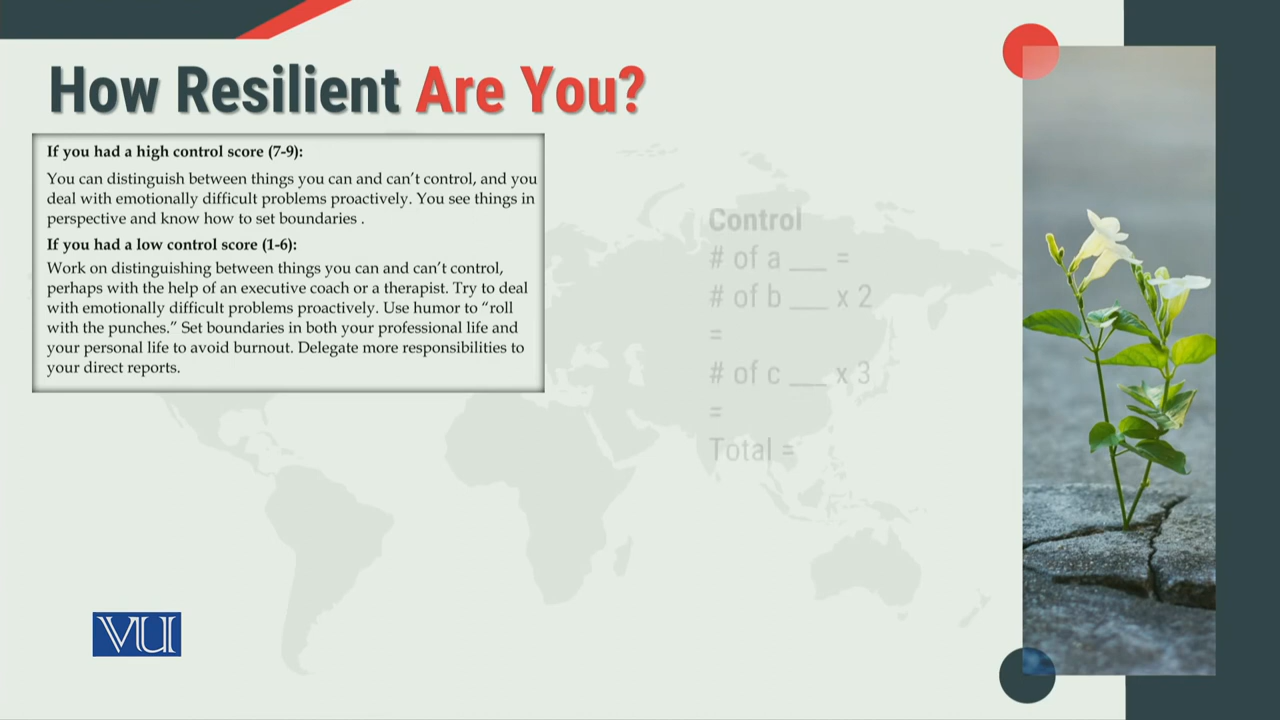 How Resilient Are You?
If you had a high control score (7-9):
You can distinguish between things you can and can’t control, and you
deal with emotionally difficult problems proactively. You see things in
perspective and know how to set boundaries .
If you had a low control score (1-6):
Work on distinguishing between things you can and can’t control,
perhaps with the help of an executive coach or a therapist. Try to deal
with emotionally difficult problems proactively. Use humor to “roll
with the punches.” Set boundaries in both your professional life and
your personal life to avoid burnout. Delegate more responsibilities to
your direct reports.
Control
# of a ___ =
# of b ___ x 2
=
# of c ___ x 3
=
Total =
VU